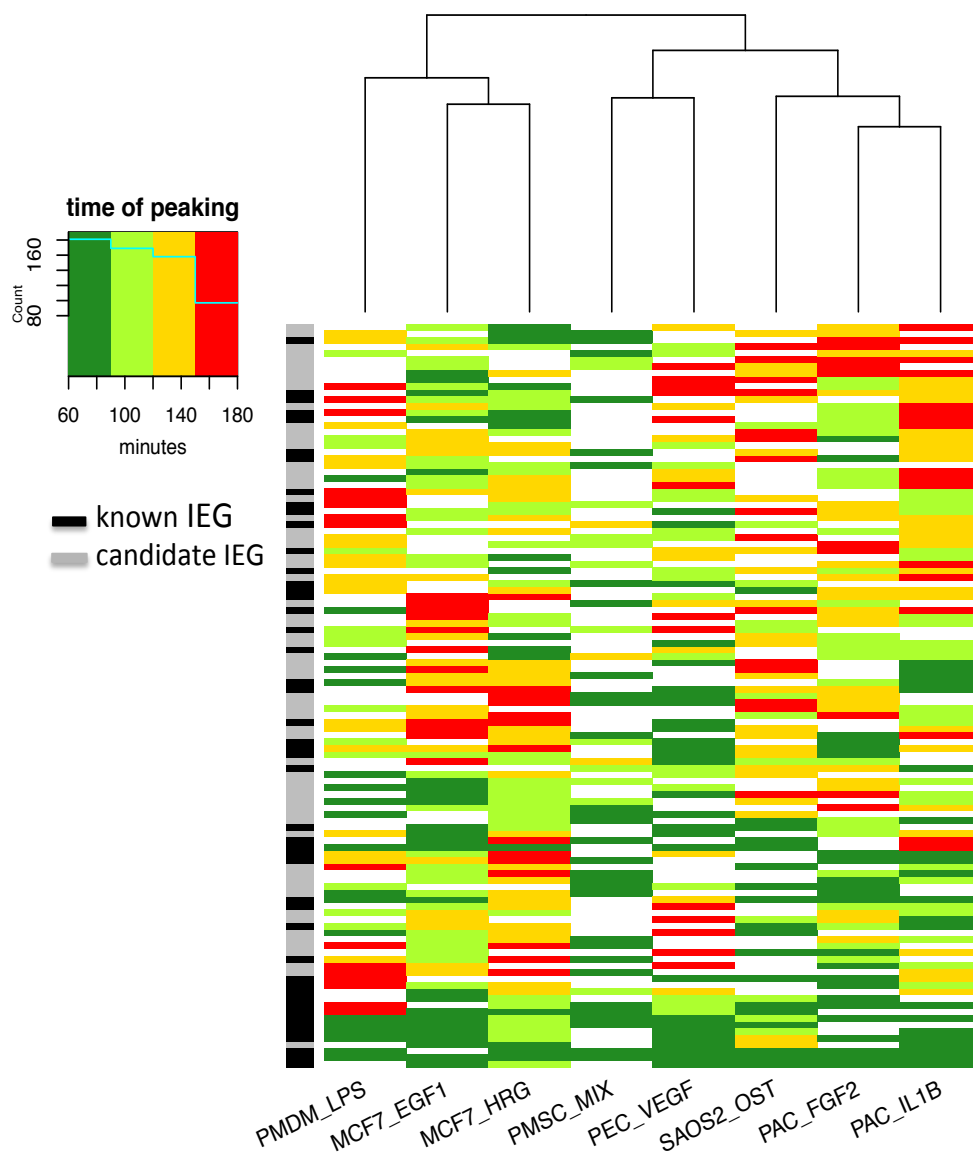 time of peaking
Count
160
80
60 100 140 180
minutes
known IEG
candidate IEG
PMDM_LPS MCF7_EGF1 MCF7_HRG PMSC_MIX PEC_VEGF SAOS2_OST PAC_FGF2 PAC_IL1B